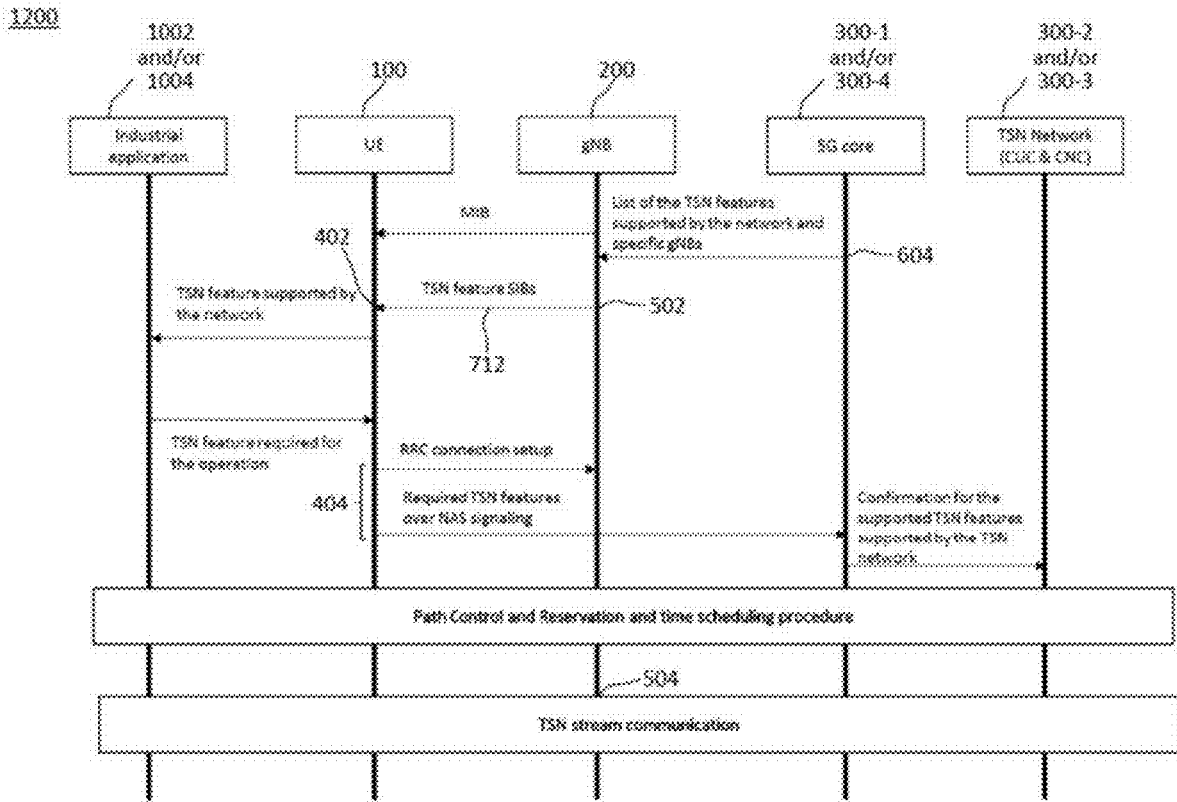 1200
1002
and/or
1004
100
200
300-1
and/or
300-4
300-2
and/or
300-3
Industrial
application
UE
gNB
5G core
TSN Network
(CUC & CNC)
MIB
List of the TSN features
supported by the network and
specific gNBs
402
604
TSN feature supported by
the network
TSN feature SIBs
502
712
TSN feature required for
the operation
RRC connection setup
404
Required TSN features
over NAS signaling
Confirmation for the
supported TSN features
supported by the TSN
network
Path Control and Reservation and time scheduling procedure
504
TSN stream communication